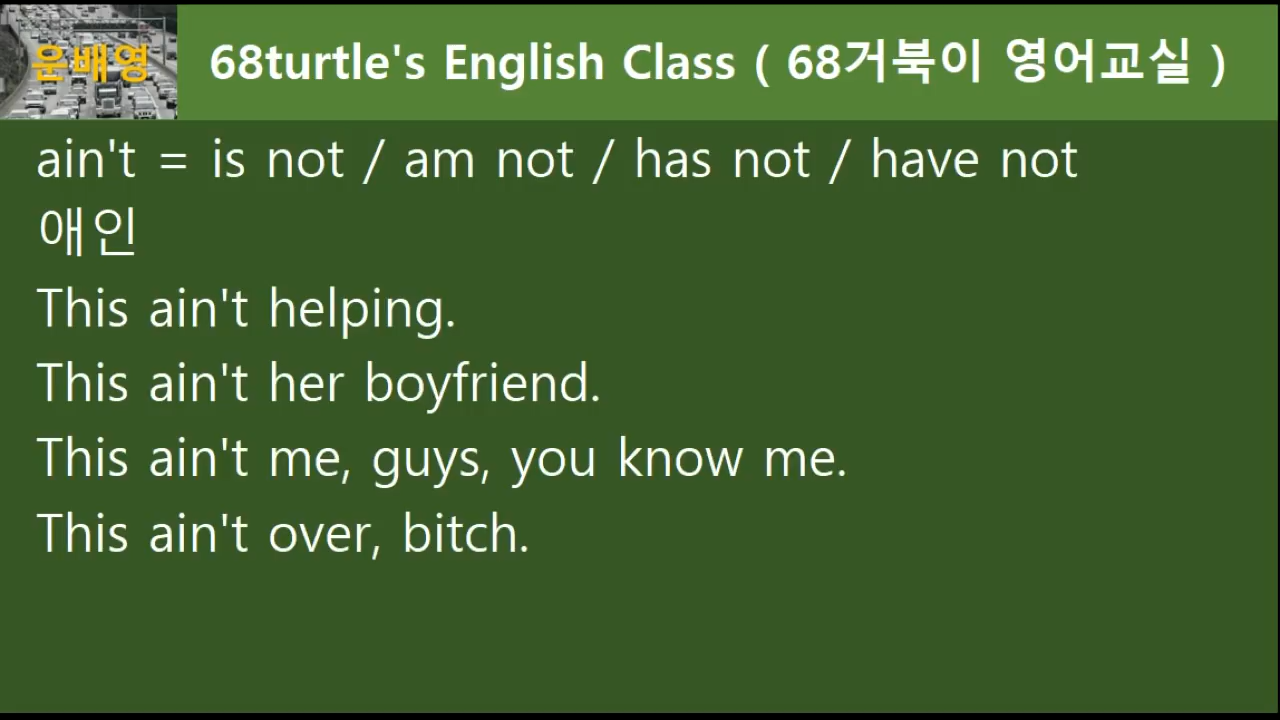 운배영
68turtle's English Class ( 68거북이 영어교실 )
ain't = is not / am not / has not / have not
애인
This ain't helping.
This ain't her boyfriend.
This ain't me, guys, you know me.
This ain't over, bitch.